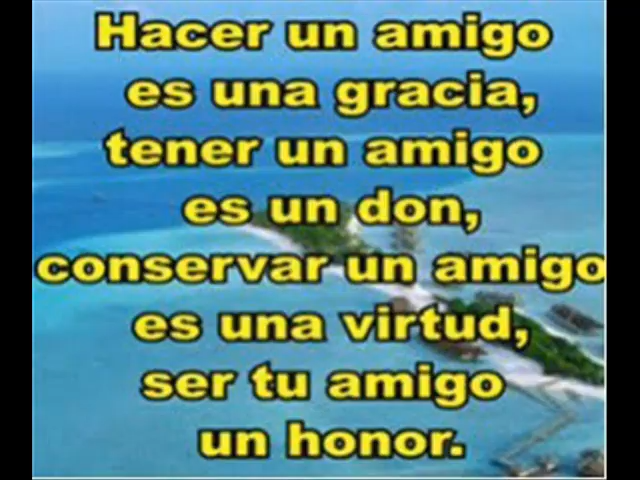 Hacer un amigo
es una gracia,
tener un amigo
es un don,
conservar un amigo
es una virtud,
ser tu amigo
un honor.